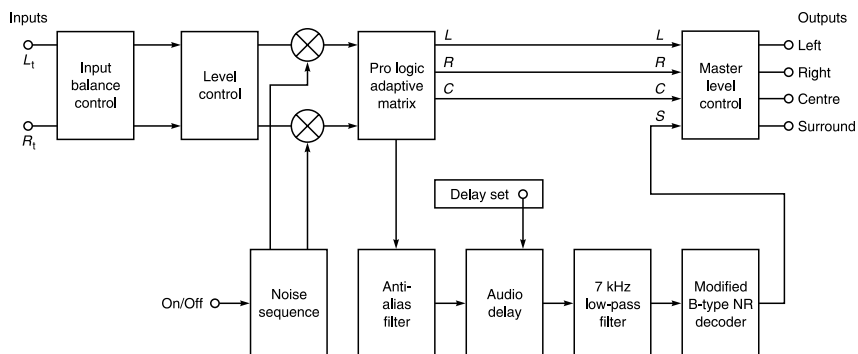 Inputs
Outputs
Lt
Rt
Input
balance
control
Level
control
Pro logic
adaptive
matrix
L
R
C
L
R
C
S
Master
level
control
Left
Right
Centre
Surround
Delay set
On/Off
Noise
sequence
Anti-
alias
filter
Audio
delay
7 kHz
low-pass
filter
Modified
B-type NR
decoder